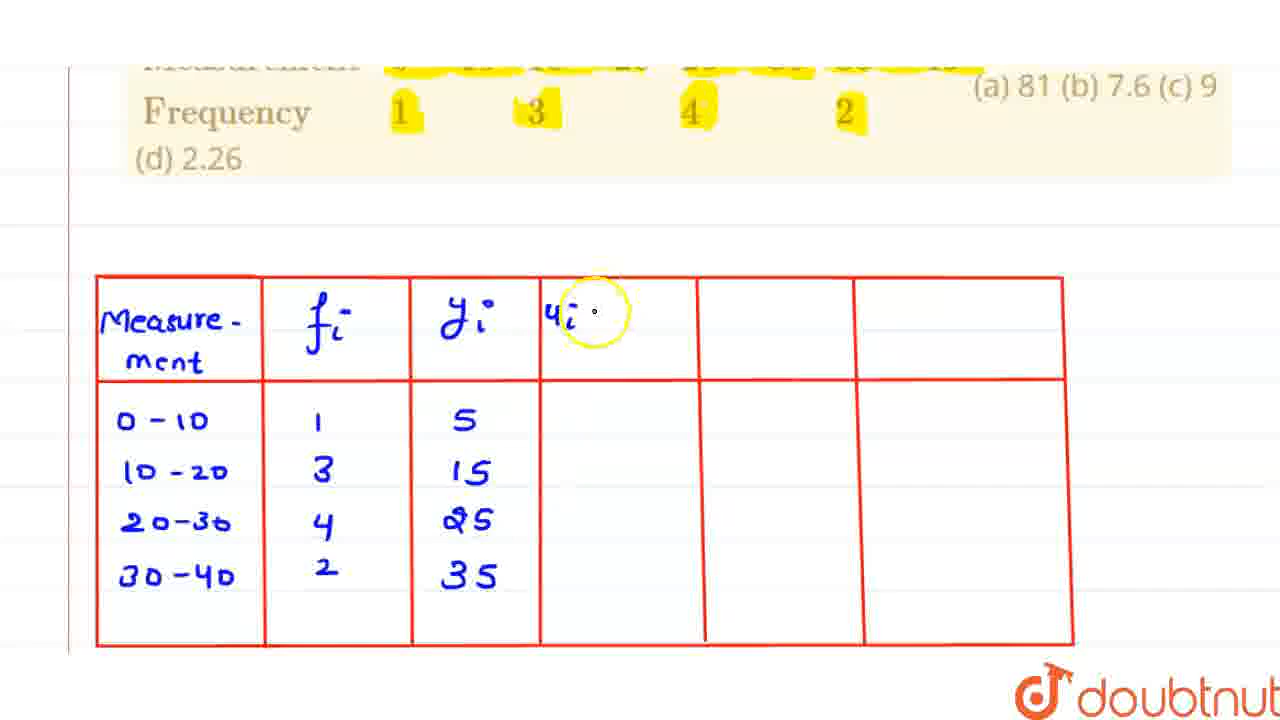 (a) 81 (b) 7.6 (c) 9
Frequency 1 3 4 2
(d) 2.26
Measure- fi yi ui
ment
0-10 1 5
10-20 3 15
20-30 4 25
30-40 2 35
doubtnut